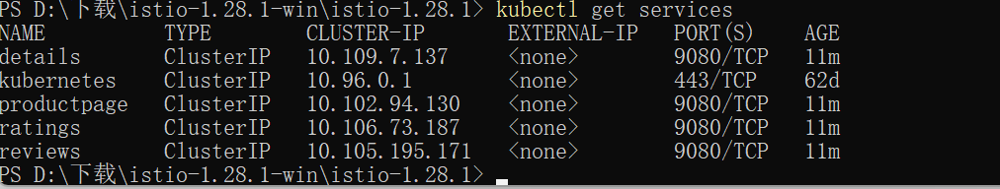 PS D:\下载\istio-1.28.1-win\istio-1.28.1> kubectl get services
NAME TYPE CLUSTER-IP EXTERNAL-IP PORT(S) AGE
details ClusterIP 10.109.7.137 <none> 9080/TCP 11m
kubernetes ClusterIP 10.96.0.1 <none> 443/TCP 62d
productpage ClusterIP 10.102.94.130 <none> 9080/TCP 11m
ratings ClusterIP 10.106.73.187 <none> 9080/TCP 11m
reviews ClusterIP 10.105.195.171 <none> 9080/TCP 11m
PS D:\下载\istio-1.28.1-win\istio-1.28.1>